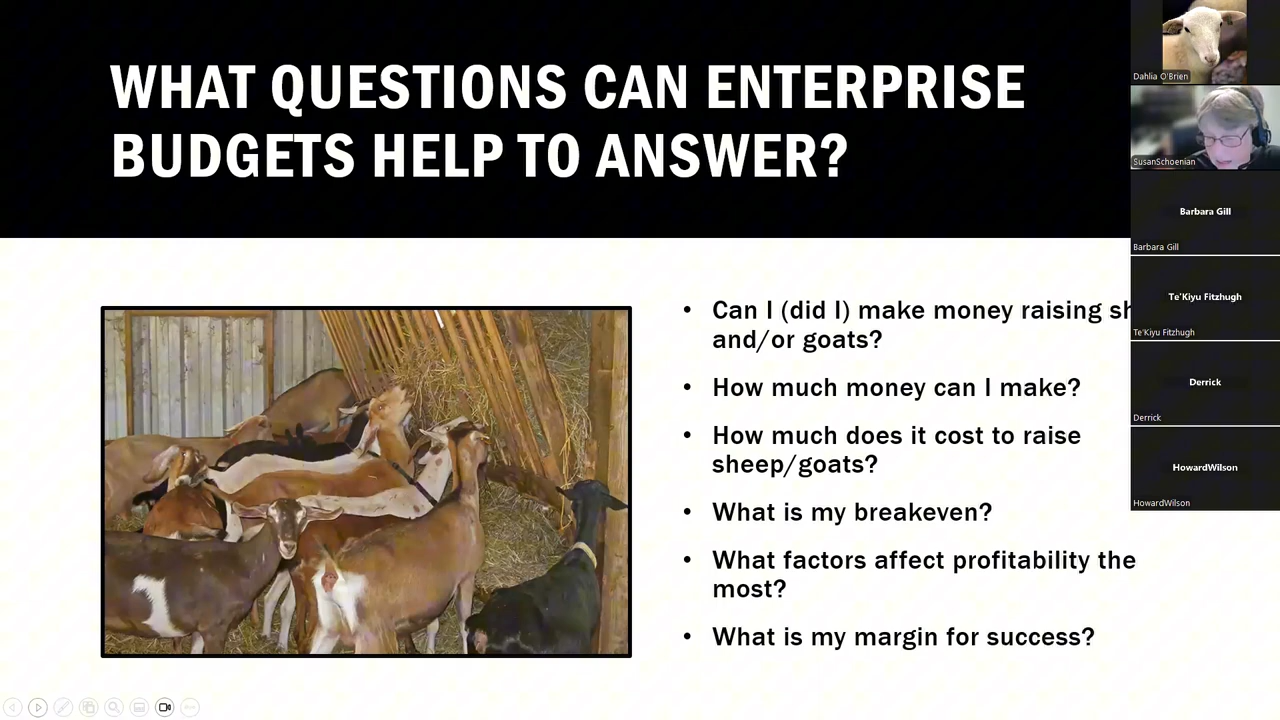 WHAT QUESTIONS CAN ENTERPRISE
BUDGETS HELP TO ANSWER?
• Can I (did I) make money raising
and/or goats?
• How much money can I make?
• How much does it cost to raise
sheep/goats?
• What is my breakeven?
• What factors affect profitability the
most?
• What is my margin for success?
Dahlia O'Brien
SusanSchoenian
Barbara Gill
Barbara Gill
Te'Kiyu Fitzhugh
Te'Kiyu Fitzhugh
Derrick
Derrick
HowardWilson
HowardWilson